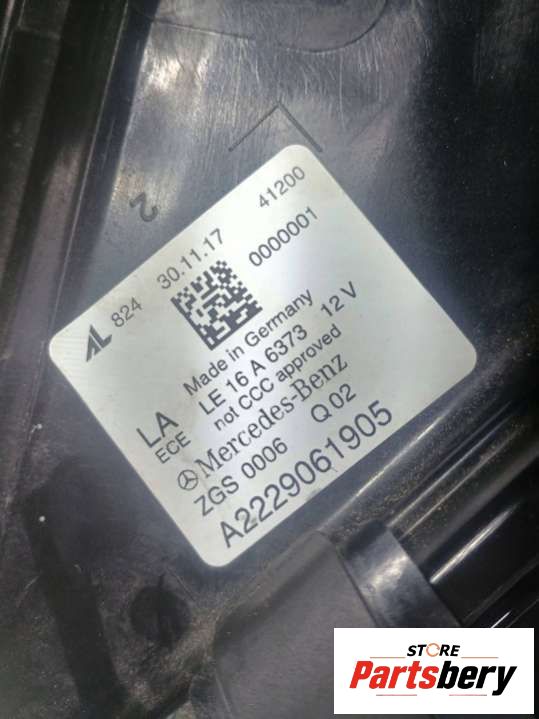 2
AL 824 30.11.17 41200
0000001
Made in Germany
LA LE 16 A 6373 12 V
ECE not CCC approved
Mercedes-Benz
ZGS 0006 Q 02
A2229061905
STORE
Partsbery